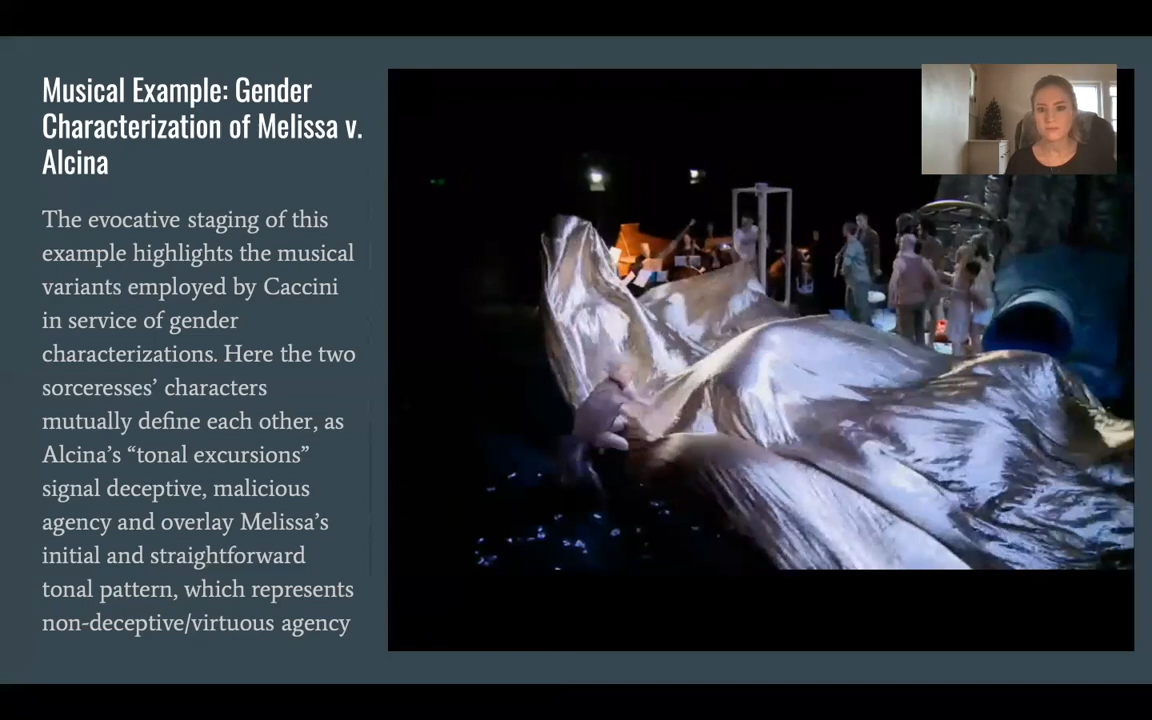 Musical Example: Gender
Characterization of Melissa v.
Alcina
The evocative staging of this
example highlights the musical
variants employed by Caccini
in service of gender
characterizations. Here the two
sorceresses’ characters
mutually define each other, as
Alcina’s “tonal excursions”
signal deceptive, malicious
agency and overlay Melissa’s
initial and straightforward
tonal pattern, which represents
non-deceptive/virtuous agency